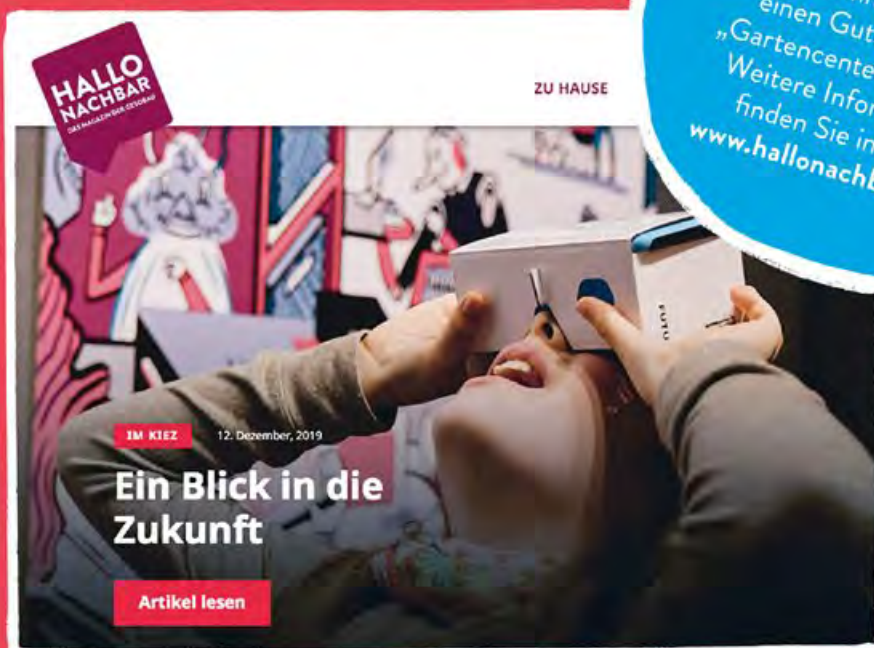 HALLO
NACHBAR
DAS MAGAZIN DER GESOBAU
ZU HAUSE
einen Gut
„Gartencente
Weitere Infor
finden Sie in
www.hallonachb
FUTU
IM KIEZ
12. Dezember, 2019
Ein Blick in die
Zukunft
Artikel lesen